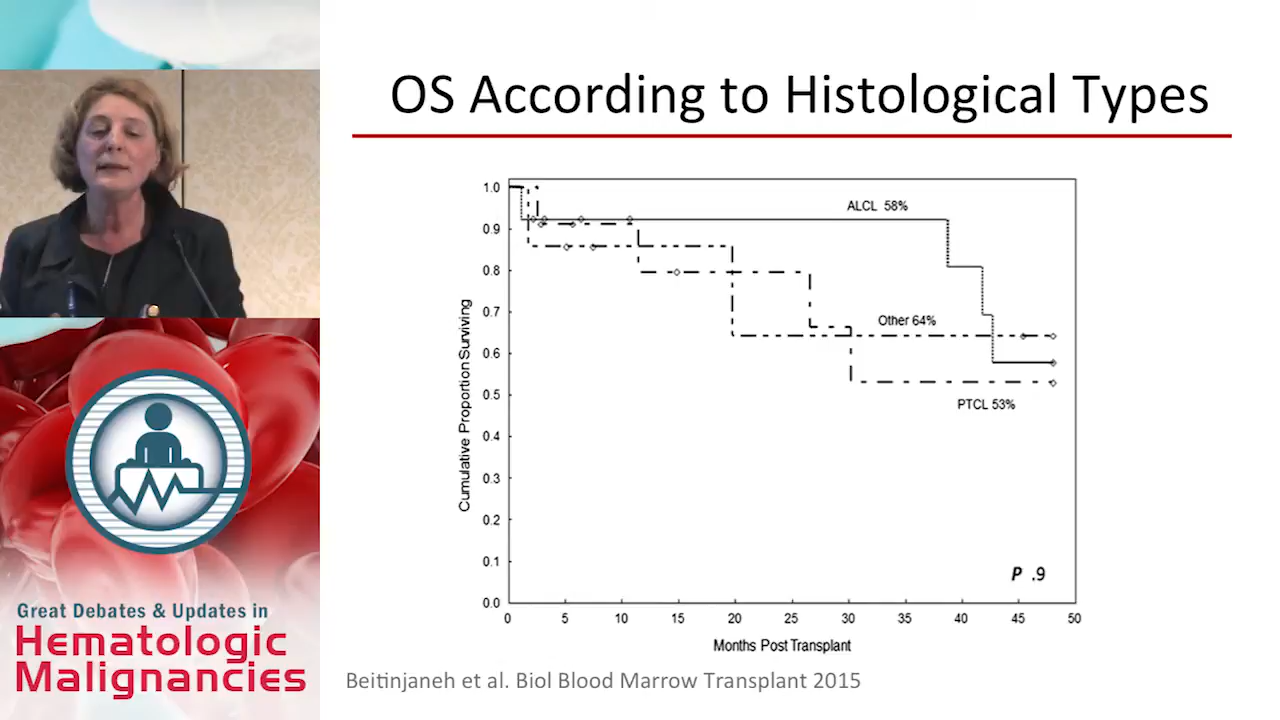 OS According to Histological Types
1.0
0.9
0.8
0.7
0.6
0.5
0.4
0.3
0.2
0.1
0.0
Cumulative Proportion Surviving
ALCL 58%
Other 64%
PTCL 53%
P .9
0 5 10 15 20 25 30 35 40 45 50
Months Post Transplant
Beitinjaneh et al. Biol Blood Marrow Transplant 2015
Great Debates & Updates in
Hematologic
Malignancies